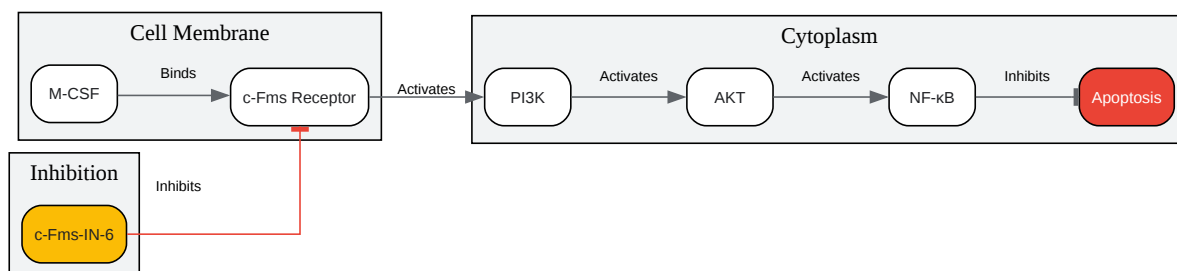 Cell Membrane
Cytoplasm
Binds
M-CSF
c-Fms Receptor
Activates
PI3K
Activates
AKT
Activates
NF-κB
Inhibits
Apoptosis
Inhibition
Inhibits
c-Fms-IN-6